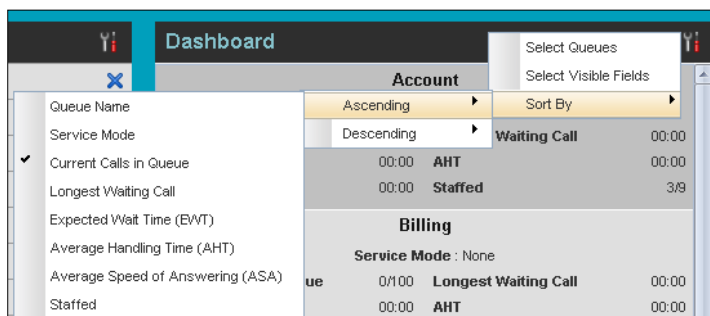 Dashboard
Select Queues
Select Visible Fields
Sort By
Account
Ascending
Descending
Queue Name
Service Mode
Current Calls in Queue
Longest Waiting Call
Expected Wait Time (EWT)
Average Handling Time (AHT)
Average Speed of Answering (ASA)
Staffed
Waiting Call 00:00
00:00 AHT 00:00
00:00 Staffed 3/9
Billing
Service Mode : None
ue 0/100 Longest Waiting Call 00:00
00:00 AHT 00:00